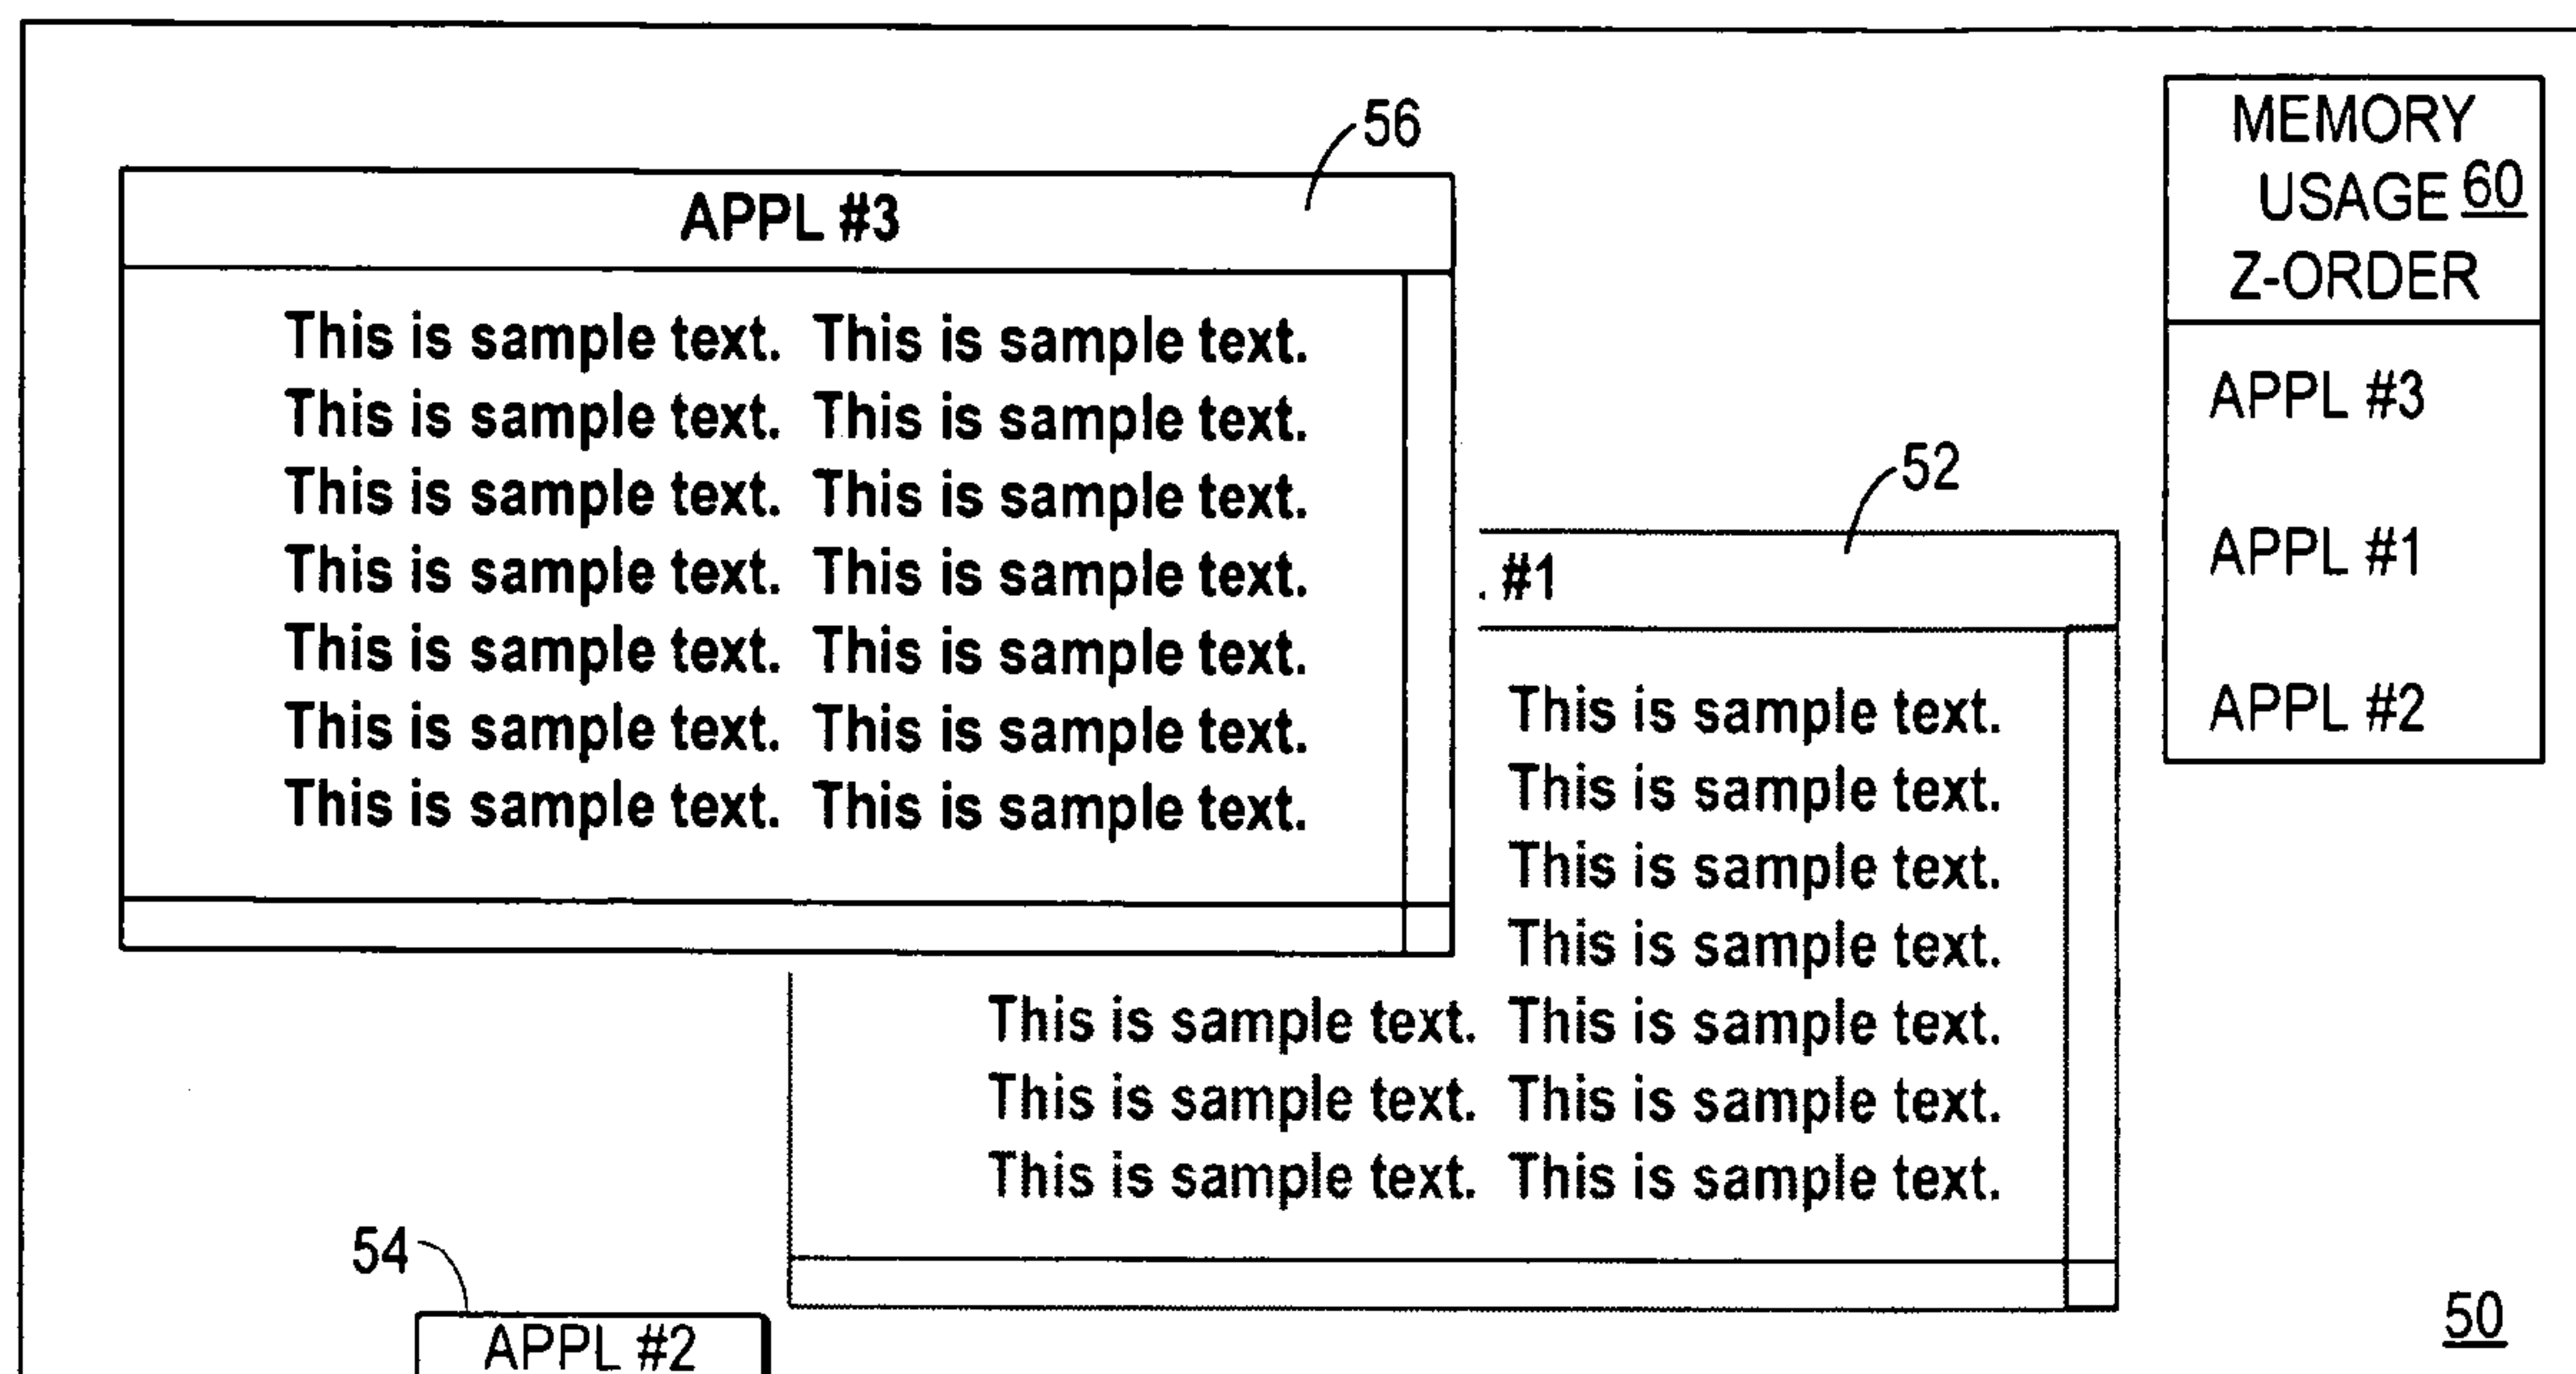 56
APPL #3
This is sample text. This is sample text.
This is sample text. This is sample text.
This is sample text. This is sample text.
This is sample text. This is sample text.
This is sample text. This is sample text.
This is sample text. This is sample text.
This is sample text. This is sample text.
MEMORY
USAGE 60
Z-ORDER
APPL #3
APPL #1
APPL #2
52
. #1
This is sample text.
This is sample text.
This is sample text.
This is sample text.
This is sample text. This is sample text.
This is sample text. This is sample text.
This is sample text. This is sample text.
54
APPL #2
50